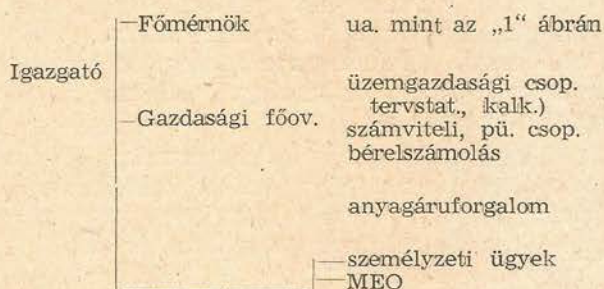 Főmérnök ua. mint az „1“ ábrán
Igazgató
üzemgazdasági csop.
tervstat., kalk.)
Gazdasági főov. számviteli, pü. csop.
bérelszámolás
anyagáruforgalom
személyzeti ügyek
MEO